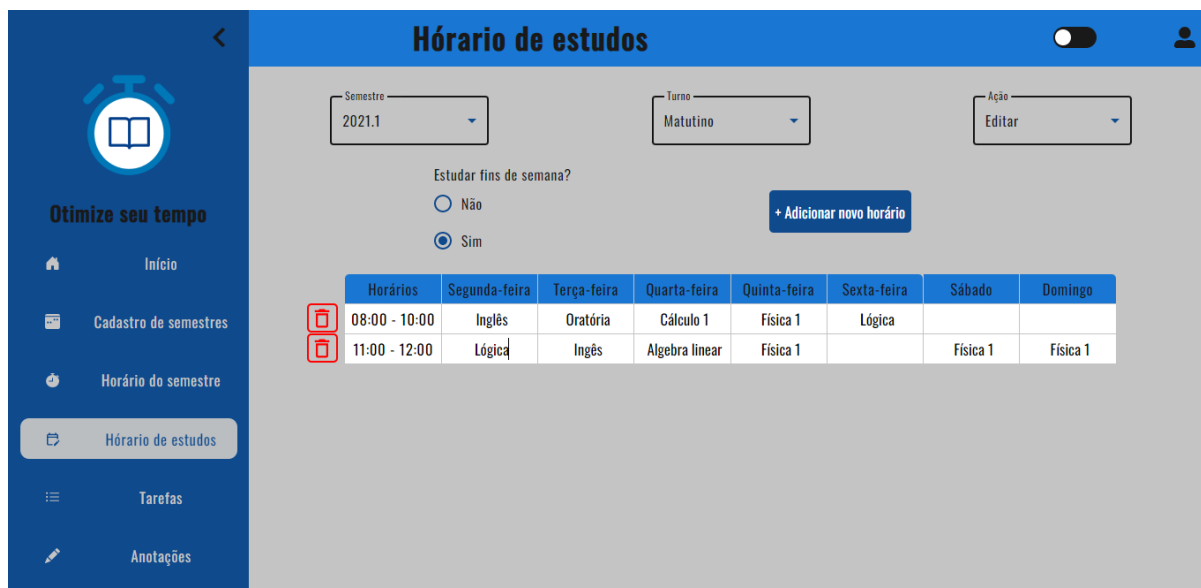 Hórario de estudos
Otimize seu tempo
Início
Cadastro de semestres
Horário do semestre
Hórario de estudos
Tarefas
Anotações
Semestre
2021.1
Turno
Matutino
Ação
Editar
Estudar fins de semana?
Não
Sim
+ Adicionar novo horário
Horários Segunda-feira Terça-feira Quarta-feira Quinta-feira Sexta-feira Sábado Domingo
08:00 - 10:00 Inglês Oratória Cálculo 1 Física 1 Lógica
11:00 - 12:00 Lógica Ingês Algebra linear Física 1 Física 1 Física 1